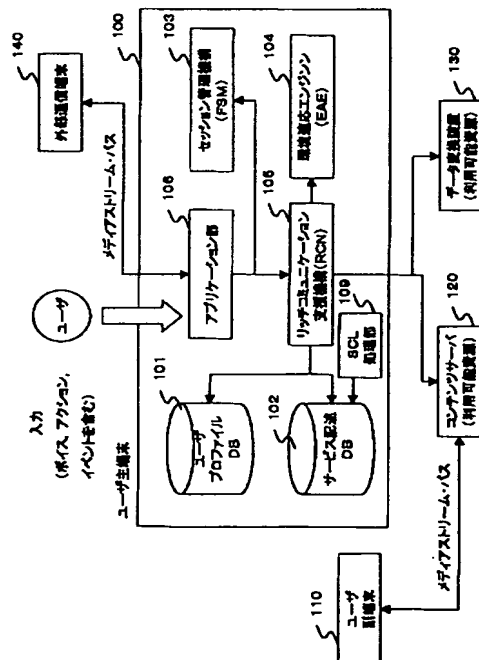 ユーザ
入力
(ボイス、アクション、
イベントを含む)
ユーザ主端末
100
140
外部通信端末
メディアストリーム・パス
103
セッション管理機構
(FSM)
104
環境適応エンジン
(EAE)
106
アプリケーション部
105
リッチコミュニケーション
支援機構(RCN)
109
SCL
処理部
101
ユーザ
プロファイル
DB
102
サービス記述
DB
130
データ変換装置
(利用可能資源)
120
コンテンツサーバ
(利用可能資源)
メディアストリーム・パス
110
ユーザ
副端末